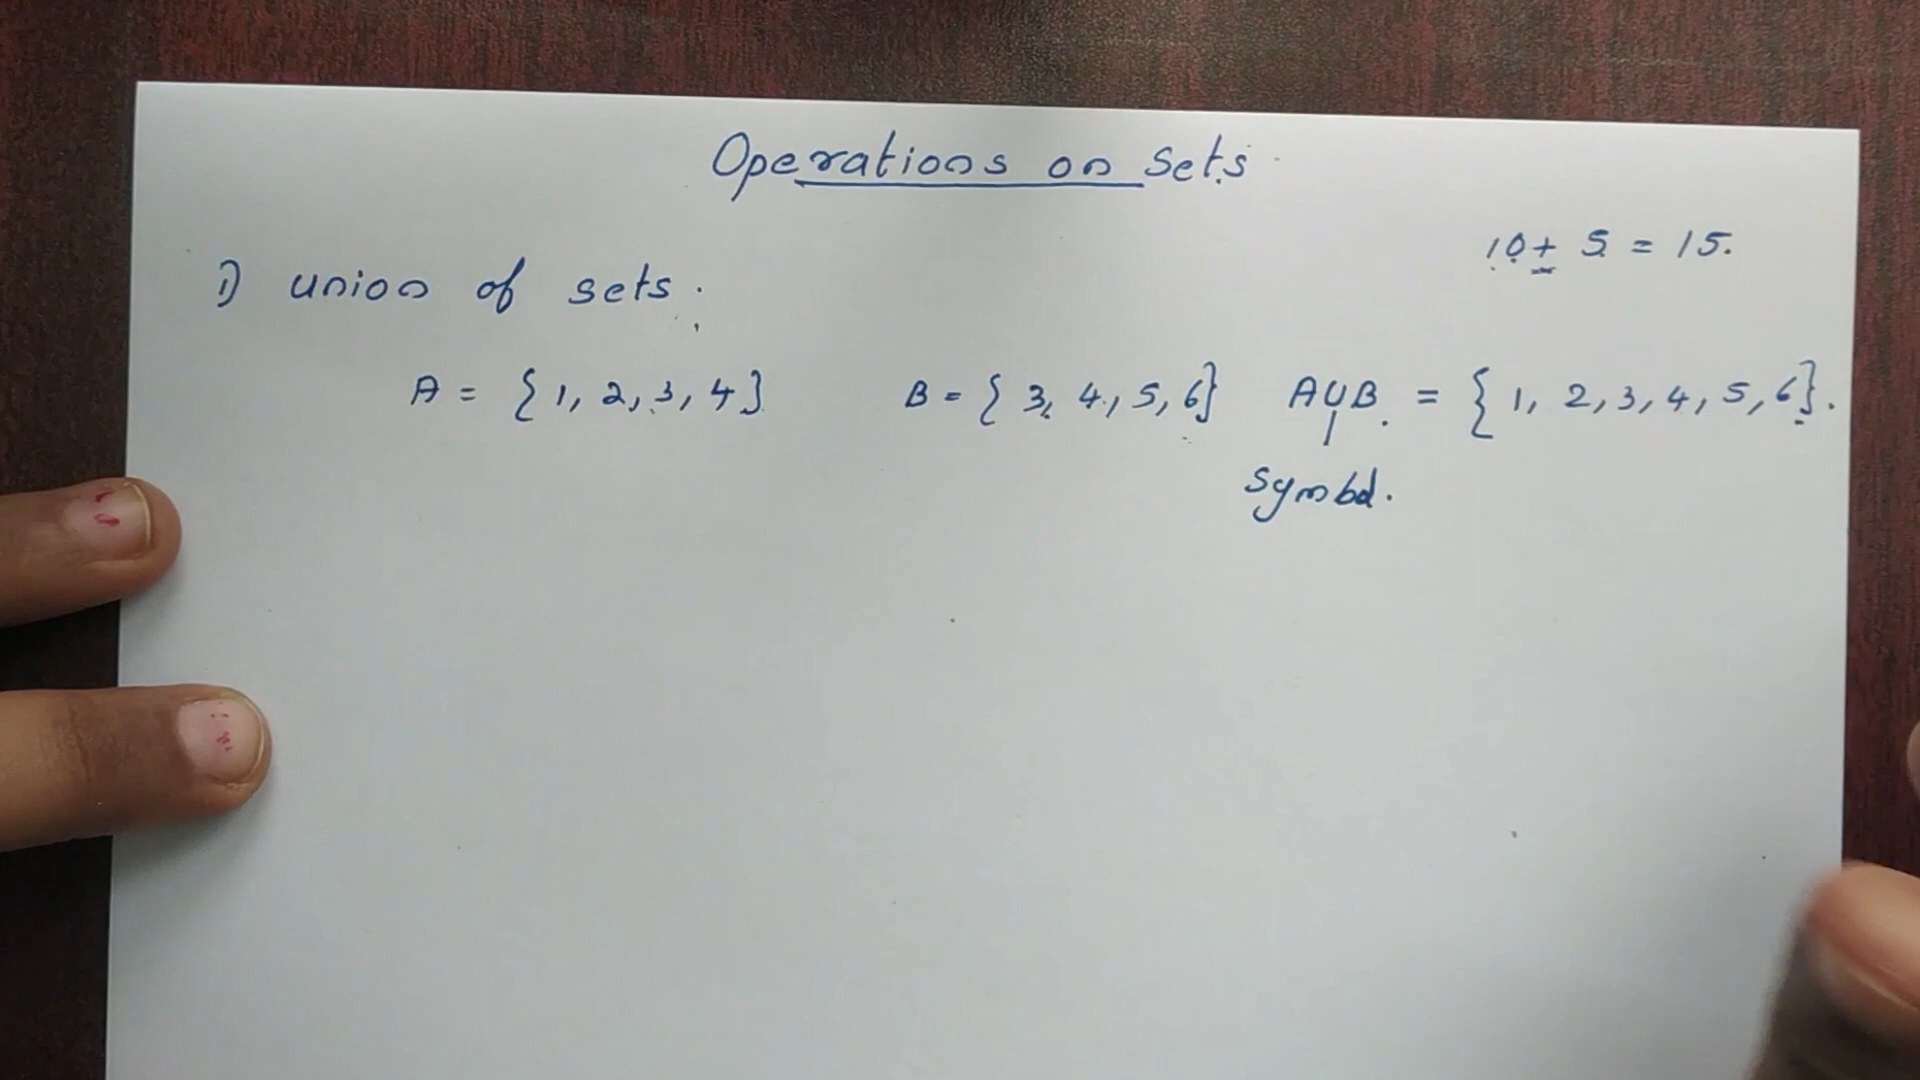 Operations on Sets
10 + 5 = 15.
i) union of sets.
A = {1, 2, 3, 4} B = {3, 4, 5, 6} A∪B = {1, 2, 3, 4, 5, 6}.
Symbol.